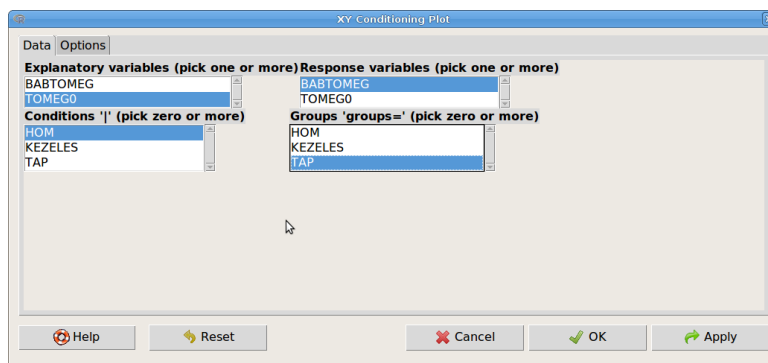 XY Conditioning Plot
Data Options
Explanatory variables (pick one or more) Response variables (pick one or more)
BABTOMEG BABTOMEG
TOMEG0 TOMEG0
Conditions '|' (pick zero or more) Groups 'groups=' (pick zero or more)
HOM HOM
KEZELES KEZELES
TAP TAP
Help Reset Cancel OK Apply